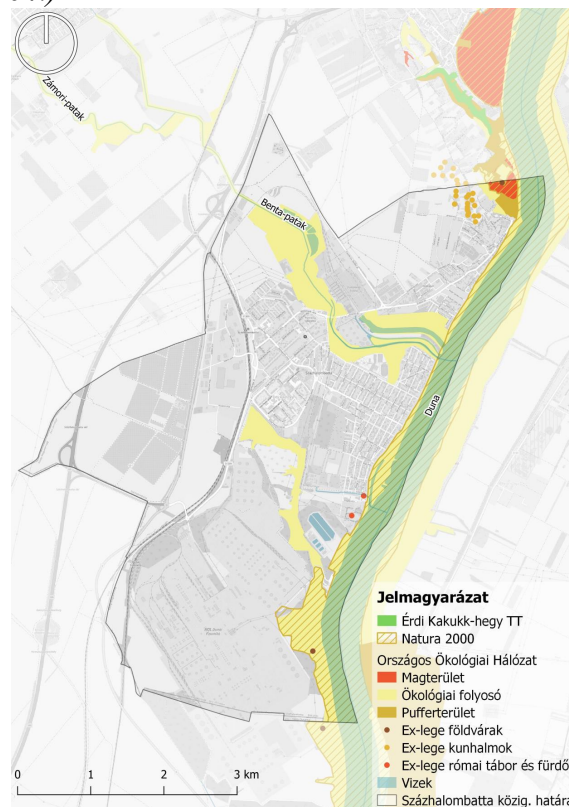 Zámori-patak
Benta-patak
Duna
Jelmagyarázat
Érdi Kakukk-hegy TT
Natura 2000
Országos Ökológiai Hálózat
Magterület
Ökológiai folyosó
Pufferterület
Ex-lege földvárak
Ex-lege kunhalmok
Ex-lege római tábor és fürdő
Vizek
Százhalombatta közig. határa
0 1 2 3 km